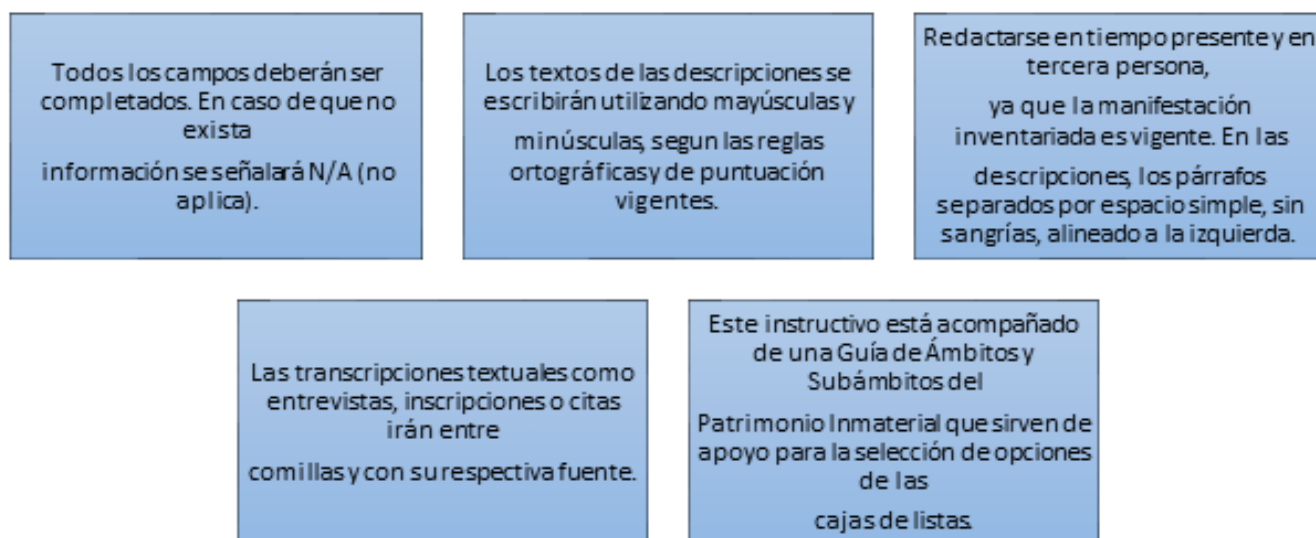 Todos los campos deberán ser
completados. En caso de que no
exista
información se señalará N/A (no
aplica).
Los textos de las descripciones se
escribirán utilizando mayúsculas y
minúsculas, segun las reglas
ortográficas y de puntuación
vigentes.
Redactarse en tiempo presente y en
tercera persona,
ya que la manifestación
inventariada es vigente. En las
descripciones, los párrafos
separados por espacio simple, sin
sangrías, alineado a la izquierda.
Las transcripciones textuales como
entrevistas, inscripciones o citas
irán entre
comillas y con su respectiva fuente.
Este instructivo está acompañado
de una Guía de Ámbitos y
Subámbitos del
Patrimonio Inmaterial que sirven de
apoyo para la selección de opciones
de las
cajas de listas.